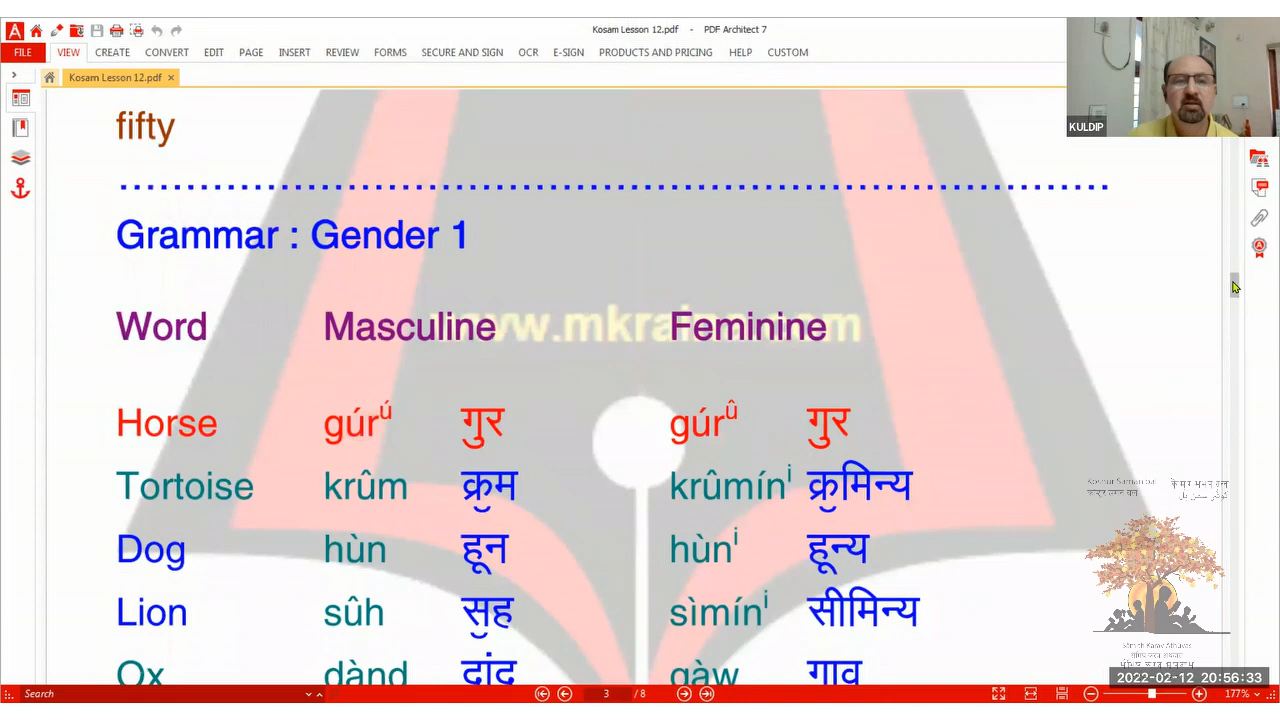 Kosam Lesson 12.pdf - PDF Architect 7
FILE VIEW CREATE CONVERT EDIT PAGE INSERT REVIEW FORMS SECURE AND SIGN OCR E-SIGN PRODUCTS AND PRICING HELP CUSTOM
Kosam Lesson 12.pdf ×
KULDIP
fifty
Grammar : Gender 1
Word Masculine Feminine
Horse gúrú गुर gúrû गुर
Tortoise krûm क्रुम krûmíni क्रुमिन्य
Dog hùn हून hùni हून्य
Lion sûh सुह sìmíni सीमिन्य
Ox dànd दांद gàw गाव
2022-02-12 20:56:33
Search 3 / 8 177%